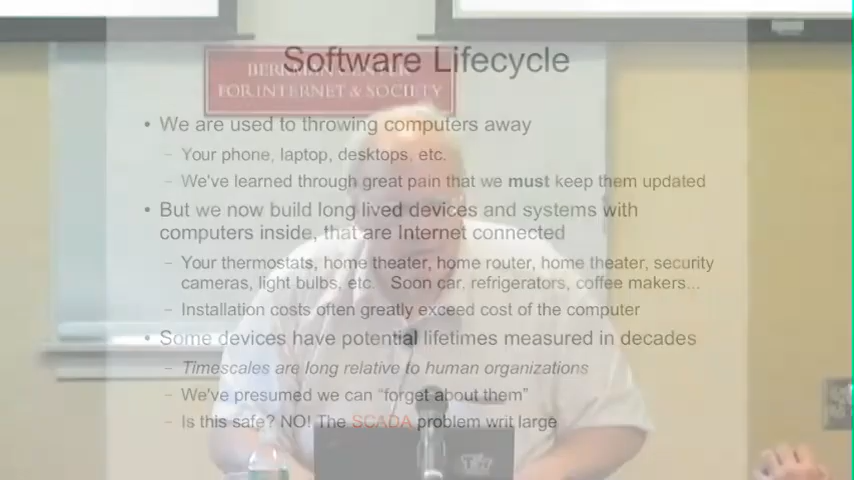 Software Lifecycle
BERKMAN CENTER
FOR INTERNET & SOCIETY
• We are used to throwing computers away
– Your phone, laptop, desktops, etc.
– We've learned through great pain that we must keep them updated
• But we now build long lived devices and systems with
computers inside, that are Internet connected
– Your thermostats, home theater, home router, home theater, security
cameras, light bulbs, etc. Soon car, refrigerators, coffee makers...
– Installation costs often greatly exceed cost of the computer
• Some devices have potential lifetimes measured in decades
– Timescales are long relative to human organizations
– We've presumed we can “forget about them”
– Is this safe? NO! The SCADA problem writ large